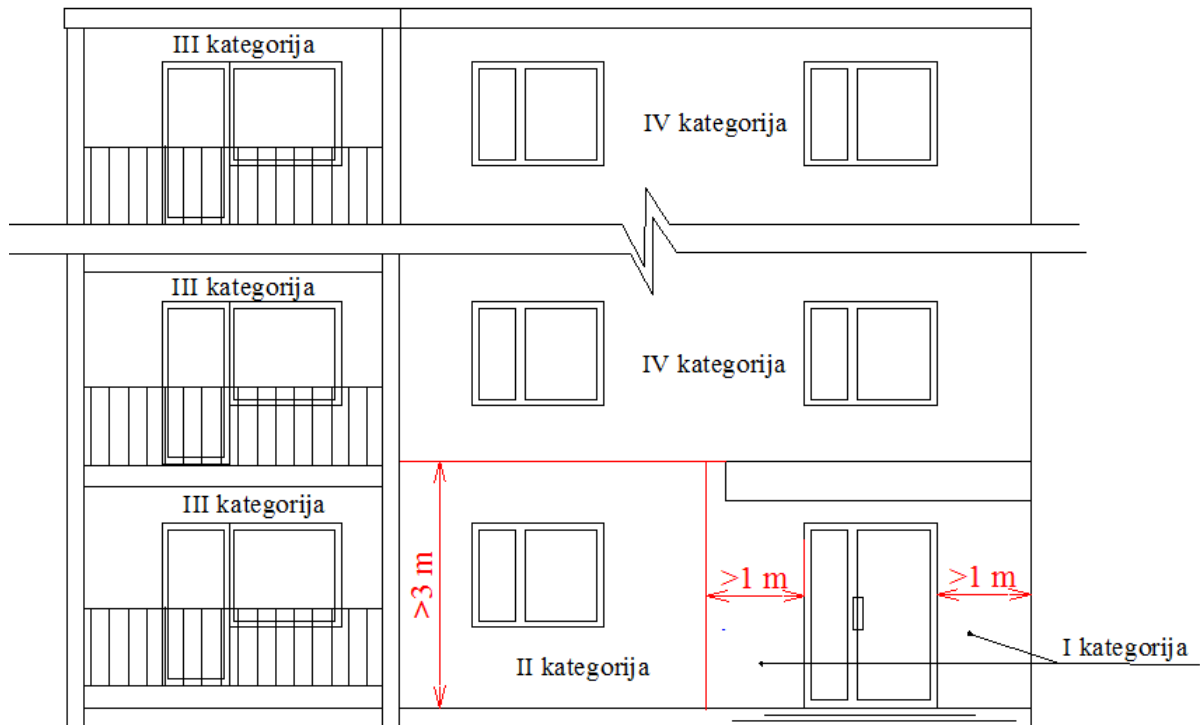 III kategorija
IV kategorija
III kategorija
IV kategorija
III kategorija
>3 m
>1 m
>1 m
II kategorija
I kategorija